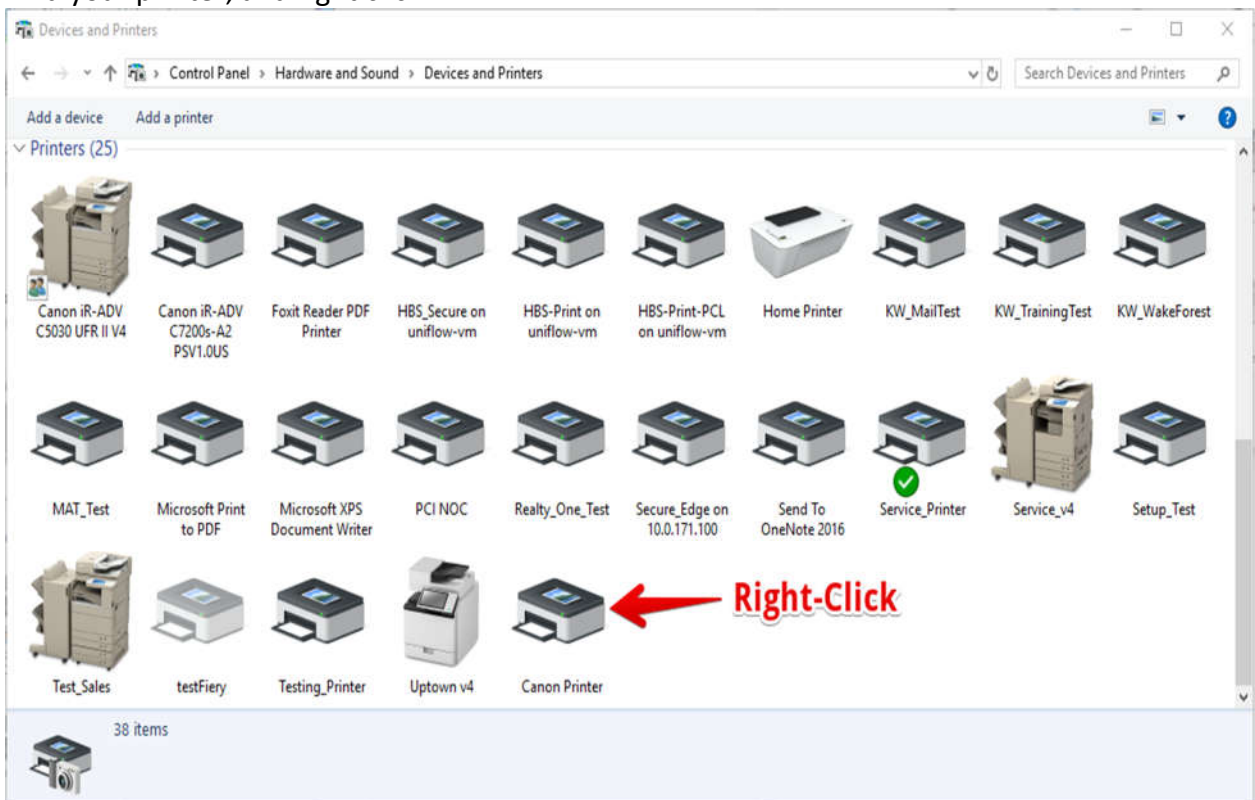 Devices and Printers
Control Panel > Hardware and Sound > Devices and Printers
Search Devices and Printers
Add a device Add a printer
?
Printers (25)
Canon iR-ADV C5030 UFR II V4
Canon iR-ADV C7200s-A2 PSV1.0US
Foxit Reader PDF Printer
HBS_Secure on uniflow-vm
HBS-Print on uniflow-vm
HBS-Print-PCL on uniflow-vm
Home Printer
KW_MailTest
KW_TrainingTest
KW_WakeForest
MAT_Test
Microsoft Print to PDF
Microsoft XPS Document Writer
PCI NOC
Realty_One_Test
Secure_Edge on 10.0.171.100
Send To OneNote 2016
Service_Printer
Service_v4
Setup_Test
Right-Click
Test_Sales
testFiery
Testing_Printer
Uptown v4
Canon Printer
38 items